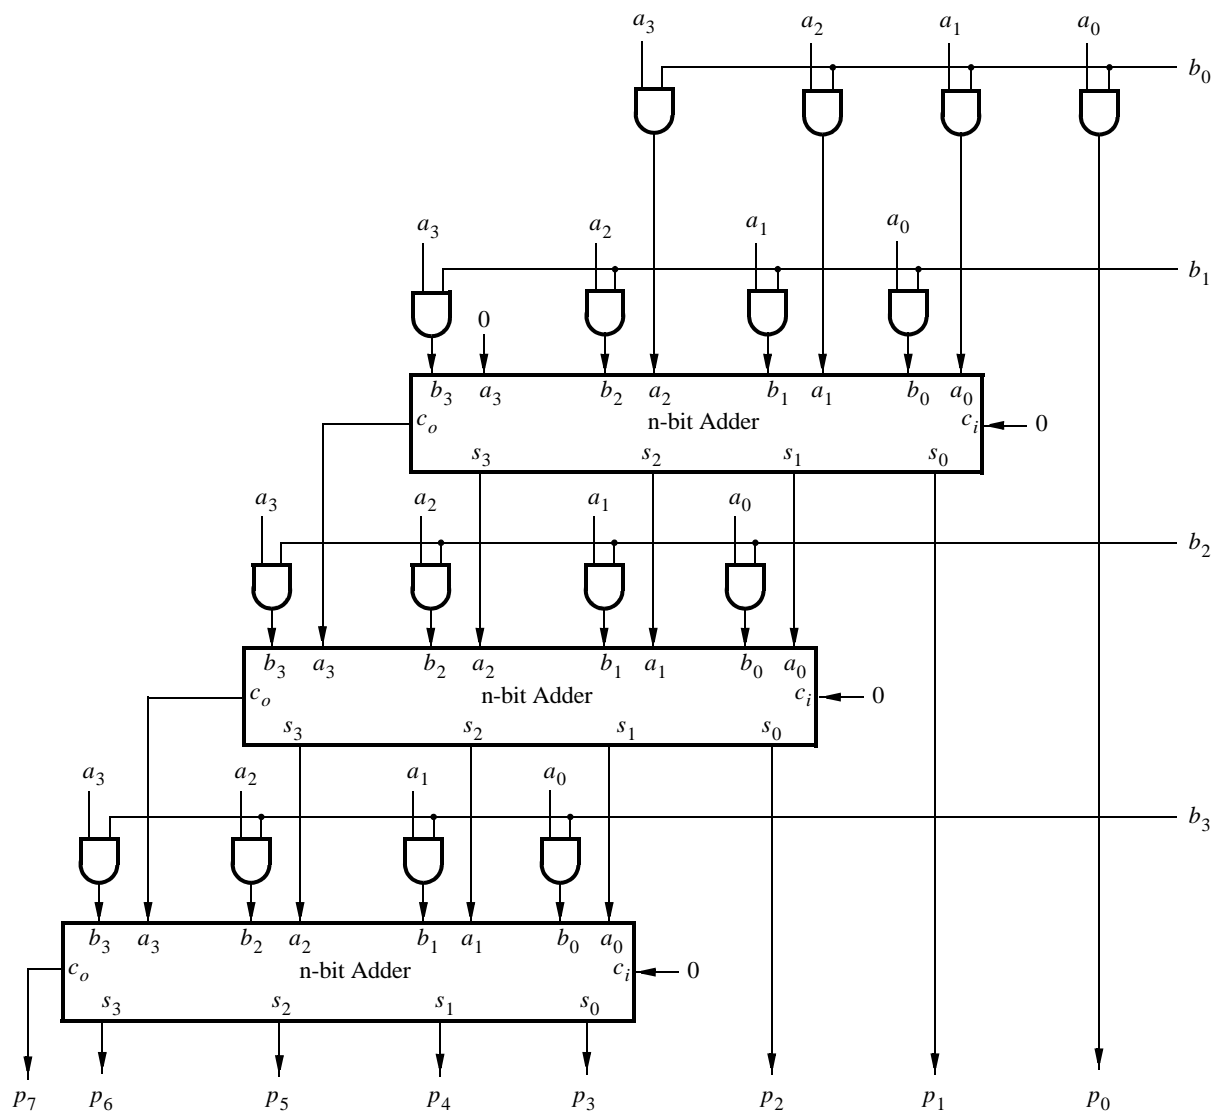 a3 a2 a1 a0
b0
a3 a2 a1 a0
b1
0
b3 a3 b2 a2 b1 a1 b0 a0
co n-bit Adder ci 0
s3 s2 s1 s0
a3 a2 a1 a0
b2
b3 a3 b2 a2 b1 a1 b0 a0
co n-bit Adder ci 0
s3 s2 s1 s0
a3 a2 a1 a0
b3
b3 a3 b2 a2 b1 a1 b0 a0
co n-bit Adder ci 0
s3 s2 s1 s0
p7 p6 p5 p4 p3 p2 p1 p0